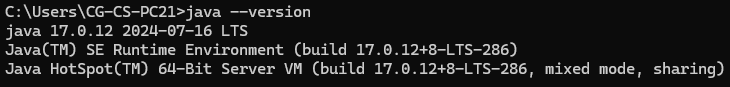 C:\Users\CG-CS-PC21>java --version
java 17.0.12 2024-07-16 LTS
Java(TM) SE Runtime Environment (build 17.0.12+8-LTS-286)
Java HotSpot(TM) 64-Bit Server VM (build 17.0.12+8-LTS-286, mixed mode, sharing)